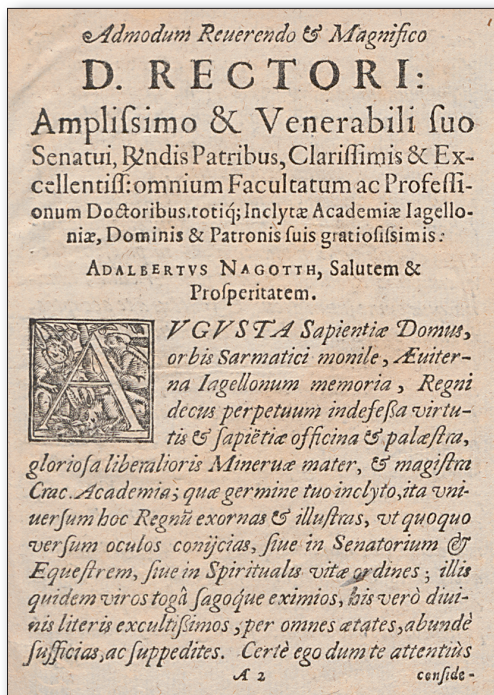 Admodum Reuerendo & Magnifico
D. RECTORI:
Ampliſsimo & Venerabili ſuo
Senatui, Rńdis Patribus, Clariſſimis & Ex-
cellentiſſ: omnium Facultatum ac Profeſſi-
onum Doctoribus. totiq́; Inclytæ Academiæ Iagello-
niæ, Dominis & Patronis ſuis gratioſiſsimis:
ADALBERTVS NAGOTTH, Salutem &
Proſperitatem.
AVGVSTA Sapientiæ Domus,
orbis Sarmatici monile, Æuiter-
na Iagellonum memoria, Regni
decus perpetuum indefeſſa virtu-
tis & ſapiẽtiæ officina & palæſtra,
glorioſa liberalioris Mineruæ mater, & magiſtra
Crac. Academia; quæ germine tuo inclyto, ita vni-
uerſum hoc Regnũ exornas & illuſtras, vt quoquo
verſum oculos conijcias, ſiue in Senatorium &
Equeſtrem, ſiue in Spiritualis vitæ ordines; illis
quidem viros togâ ſagoq́ue eximios, his verò diui-
nis literis excultiſſimos, per omnes ætates, abundè
ſufficias, ac ſuppedites. Certè ego dum te attentiùs
A 2 conſide-